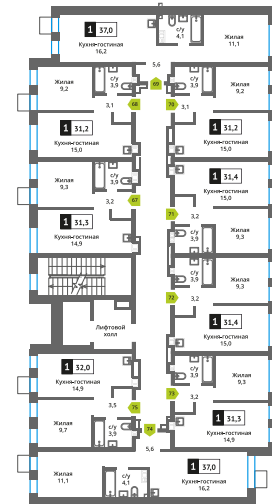 1 37,0
Кухня-гостиная
16,2
с/у
4,1
Жилая
11,1
5,6
Жилая
9,2
с/у
3,9
69
с/у
3,9
Жилая
9,2
3,1
68
70
3,1
1 31,2
Кухня-гостиная
15,0
1 31,2
Кухня-гостиная
15,0
Жилая
9,3
с/у
3,9
1 31,4
Кухня-гостиная
15,0
3,2
67
71
3,2
1 31,3
Кухня-гостиная
14,9
с/у
3,9
Жилая
9,3
с/у
3,9
Жилая
9,3
72
3,2
Лифтовой
холл
1 31,4
Кухня-гостиная
15,0
1 32,0
Кухня-гостиная
14,9
с/у
3,9
Жилая
9,3
3,5
75
73
3,2
Жилая
9,7
с/у
3,9
74
1 31,3
Кухня-гостиная
14,9
5,6
Жилая
11,1
с/у
4,1
1 37,0
Кухня-гостиная
16,2